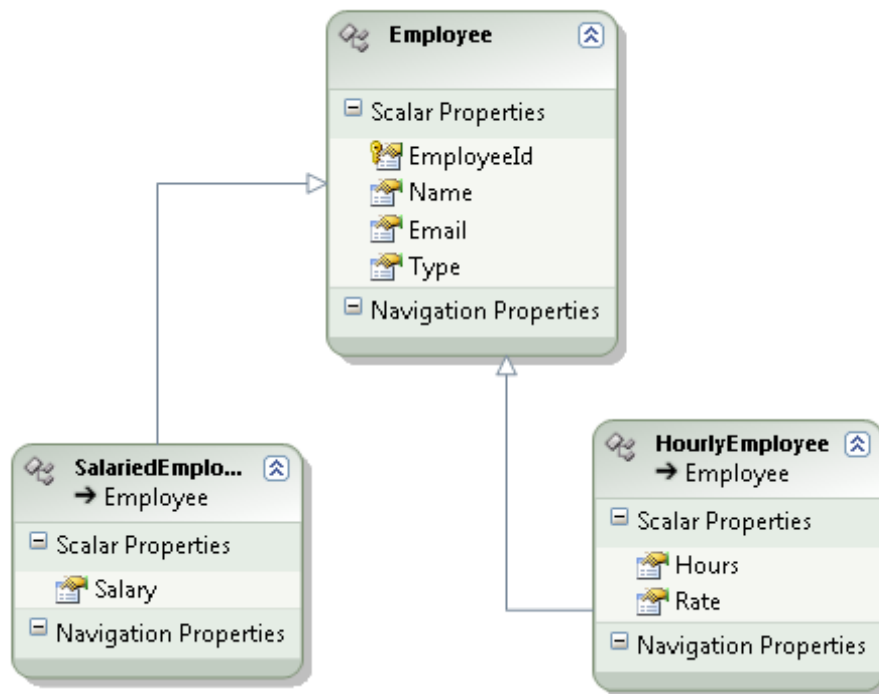 Employee
Scalar Properties
EmployeeId
Name
Email
Type
Navigation Properties
SalariedEmplo...
➔ Employee
Scalar Properties
Salary
Navigation Properties
HourlyEmployee
➔ Employee
Scalar Properties
Hours
Rate
Navigation Properties